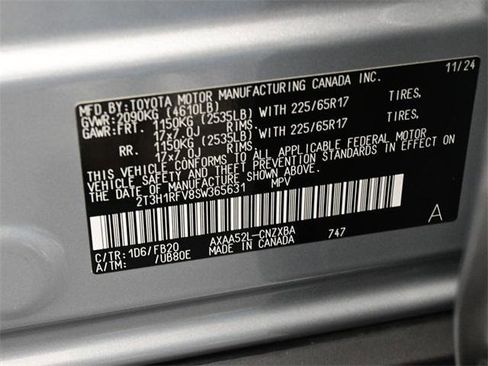 MFD.BY:TOYOTA MOTOR MANUFACTURING CANADA INC. 11/24
GVWR:2090KG (4610LB)
GAWR:FRT. 1150KG (2535LB) WITH 225/65R17 TIRES,
17x7.0J RIMS
RR. 1150KG (2535LB) WITH 225/65R17 TIRES,
17x7.0J RIMS
THIS VEHICLE CONFORMS TO ALL APPLICABLE FEDERAL MOTOR
VEHICLE SAFETY AND THEFT PREVENTION STANDARDS IN EFFECT ON
THE DATE OF MANUFACTURE SHOWN ABOVE.
2T3H1RFV8SW365631 MPV
A
C/TR: 1D6/FB20 AXAA52L-CNZXBA 747
A/TM: /UB80E MADE IN CANADA